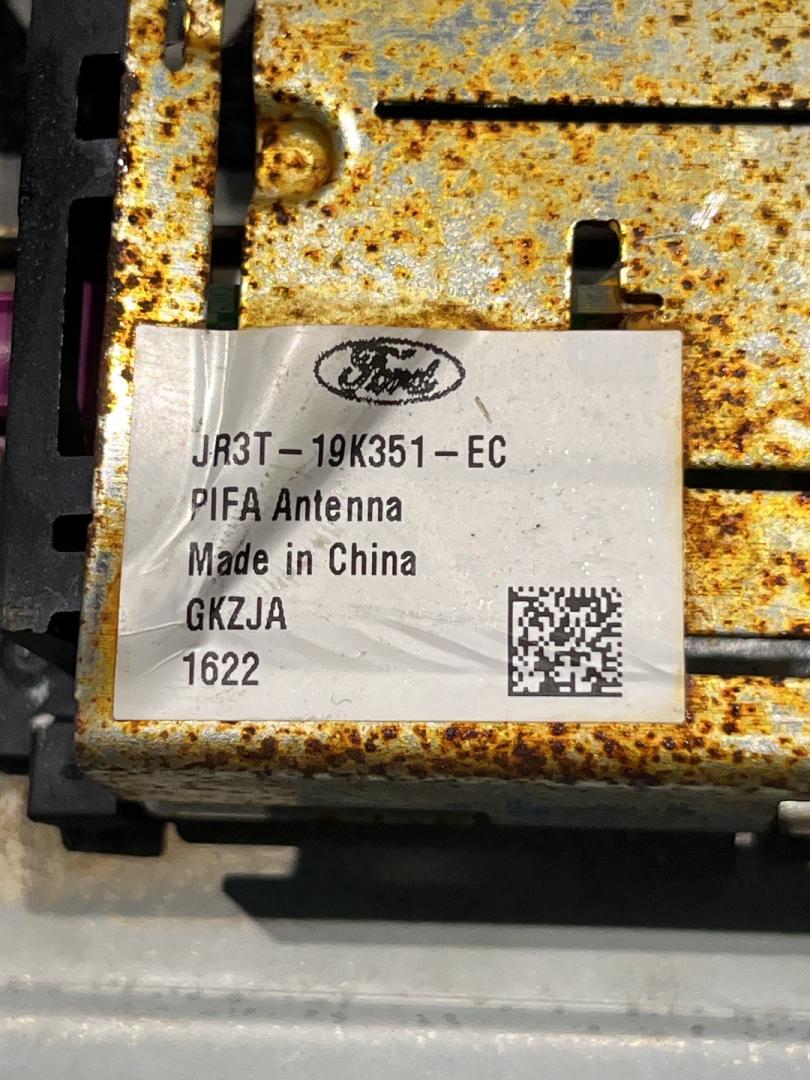 Ford
JR3T-19K351-EC
PIFA Antenna
Made in China
GKZJA
1622